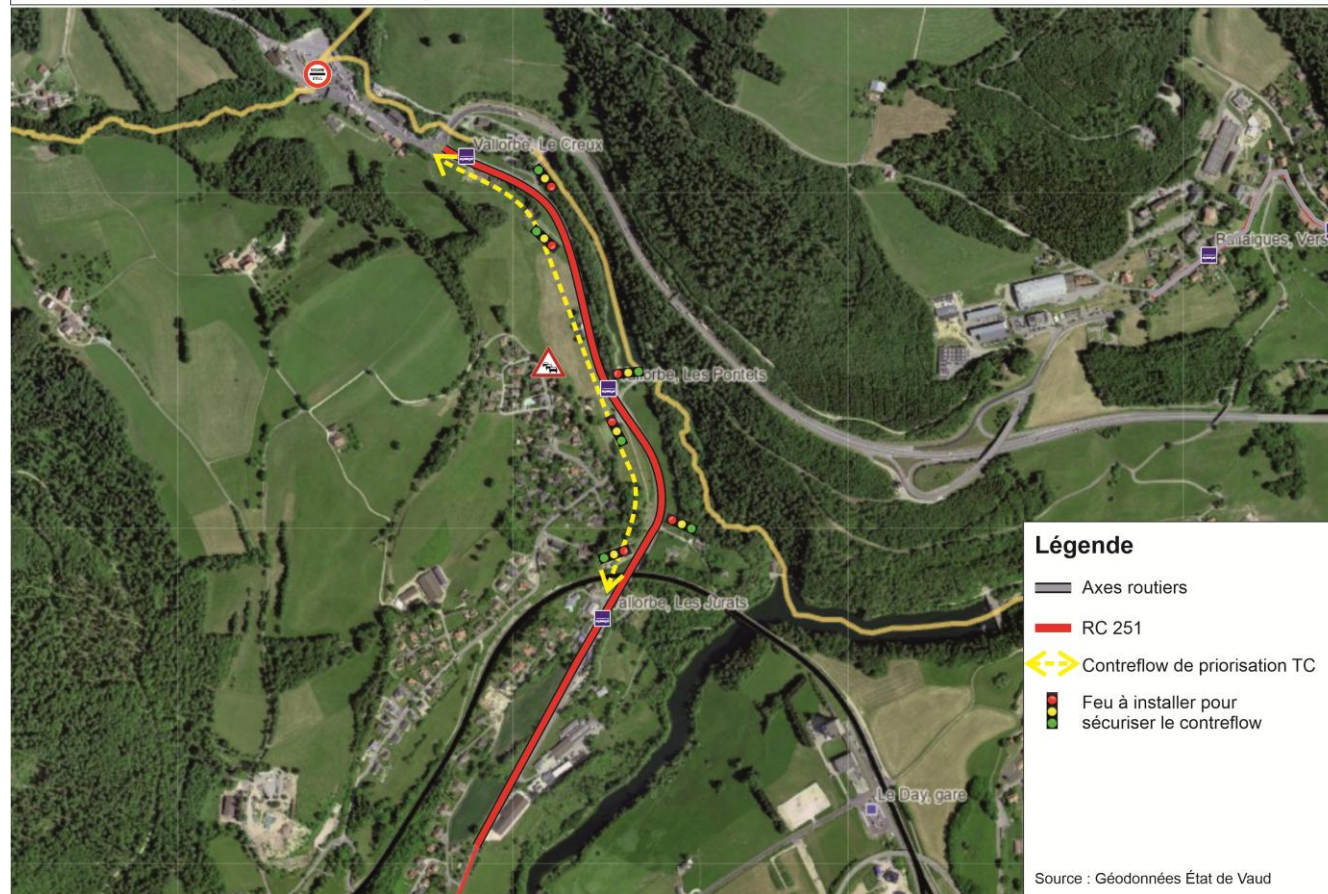 Vallorbe, Le Creux
Ballaigues, Vers
Vallorbe, Les Pontets
Vallorbe, Les Jurats
Le Day, gare
Légende
Axes routiers
RC 251
Contreflow de priorisation TC
Feu à installer pour
sécuriser le contreflow
Source : Géodonnées État de Vaud